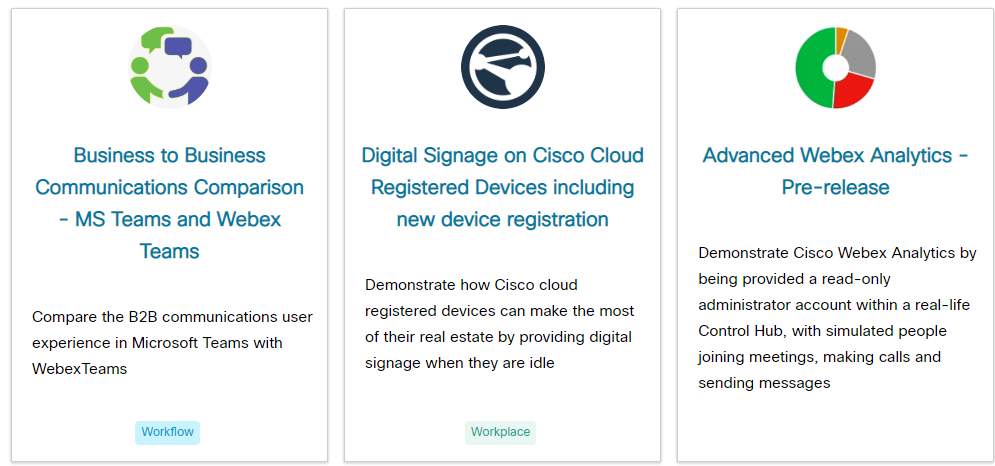 Business to Business
Communications Comparison
- MS Teams and Webex
Teams
Compare the B2B communications user
experience in Microsoft Teams with
WebexTeams
Workflow
Digital Signage on Cisco Cloud
Registered Devices including
new device registration
Demonstrate how Cisco cloud
registered devices can make the most
of their real estate by providing digital
signage when they are idle
Workplace
Advanced Webex Analytics -
Pre-release
Demonstrate Cisco Webex Analytics by
being provided a read-only
administrator account within a real-life
Control Hub, with simulated people
joining meetings, making calls and
sending messages